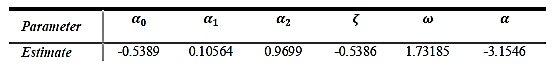 Parameter α₀ α₁ α₂ ζ ω α
Estimate -0.5389 0.10564 0.9699 -0.5386 1.73185 -3.1546